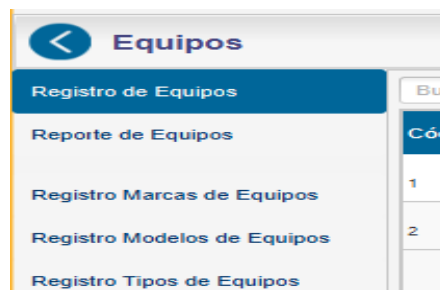 Equipos
Registro de Equipos
Reporte de Equipos
Registro Marcas de Equipos
Registro Modelos de Equipos
Registro Tipos de Equipos
1
2